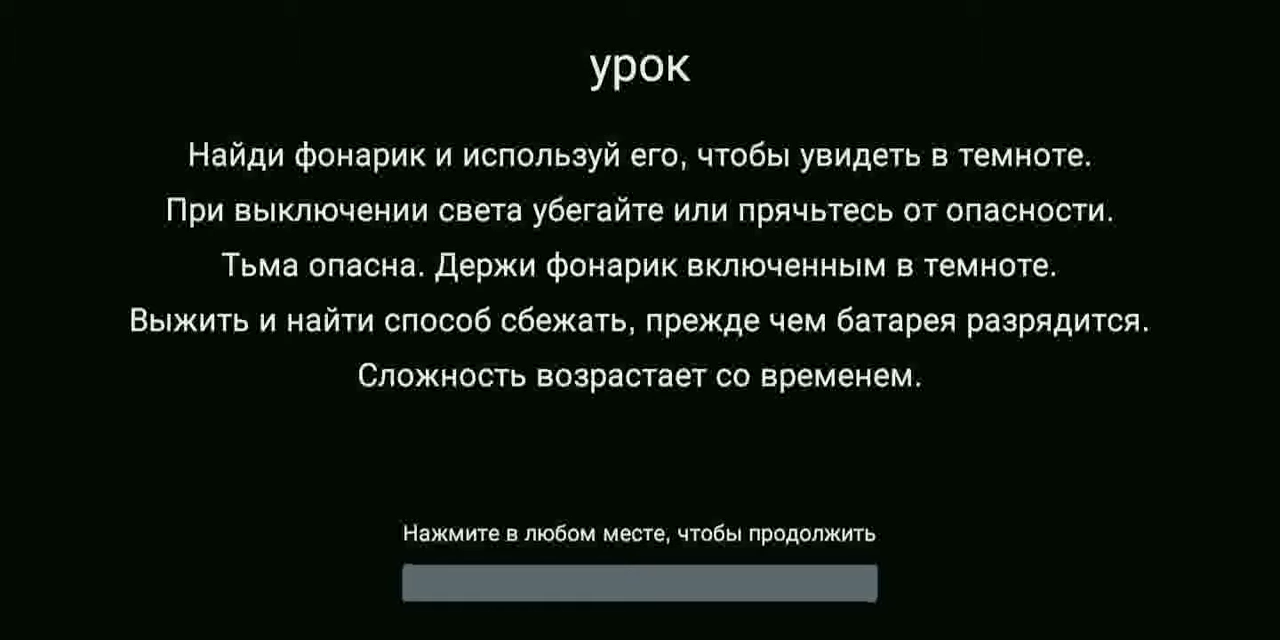 урок
Найди фонарик и используй его, чтобы увидеть в темноте.
При выключении света убегайте или прячьтесь от опасности.
Тьма опасна. Держи фонарик включенным в темноте.
Выжить и найти способ сбежать, прежде чем батарея разрядится.
Сложность возрастает со временем.
Нажмите в любом месте, чтобы продолжить